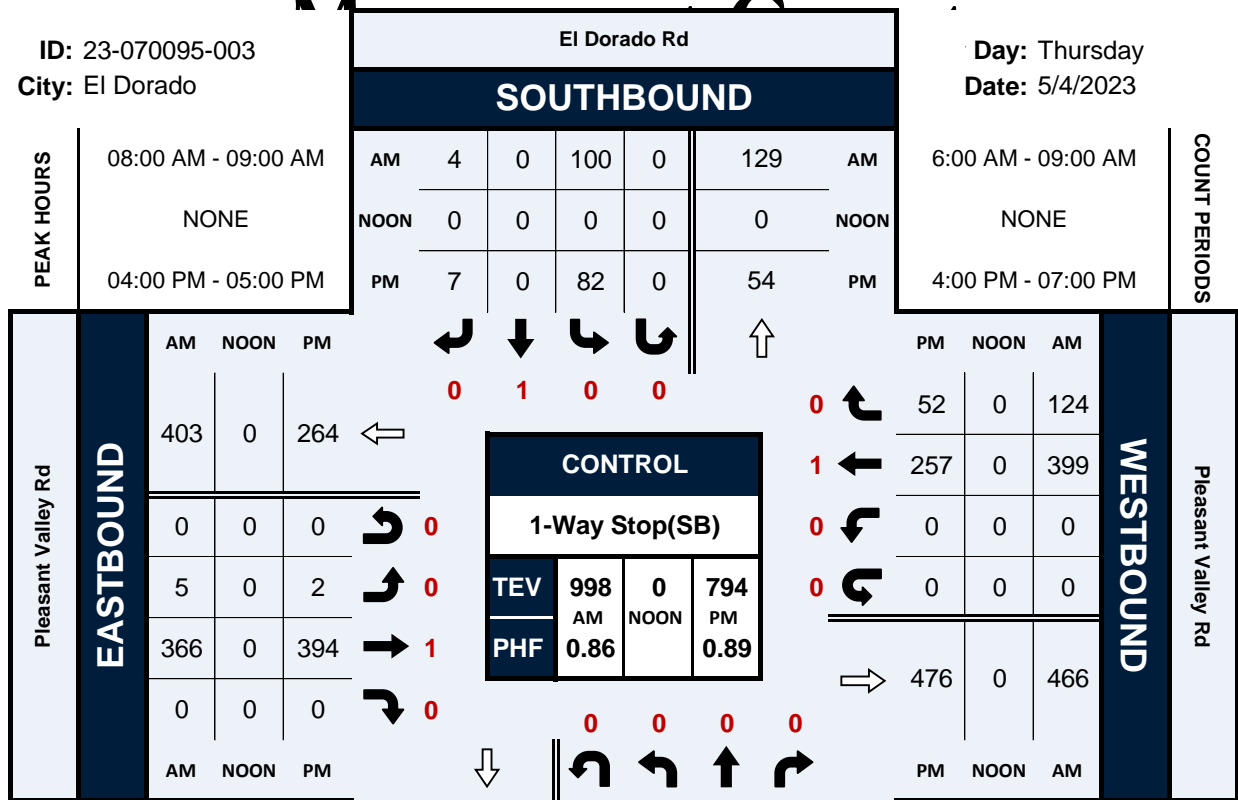 El Dorado Rd
ID: 23-070095-003
Day: Thursday
City: El Dorado
SOUTHBOUND
Date: 5/4/2023
PEAK HOURS
08:00 AM - 09:00 AM
NONE
04:00 PM - 05:00 PM
AM 4 0 100 0 129 AM
NOON 0 0 0 0 0 NOON
PM 7 0 82 0 54 PM
6:00 AM - 09:00 AM
NONE
4:00 PM - 07:00 PM
COUNT PERIODS
0 1 0 0
Pleasant Valley Rd
EASTBOUND
AM NOON PM
403 0 264
0 0 0 0
5 0 2 0
366 0 394 1
0 0 0 0
AM NOON PM
CONTROL
1-Way Stop(SB)
TEV 998 0 794
AM NOON PM
PHF 0.86 0.89
PM NOON AM
0 52 0 124
1 257 0 399
0 0 0 0
0 0 0 0
476 0 466
PM NOON AM
WESTBOUND
Pleasant Valley Rd
0 0 0 0